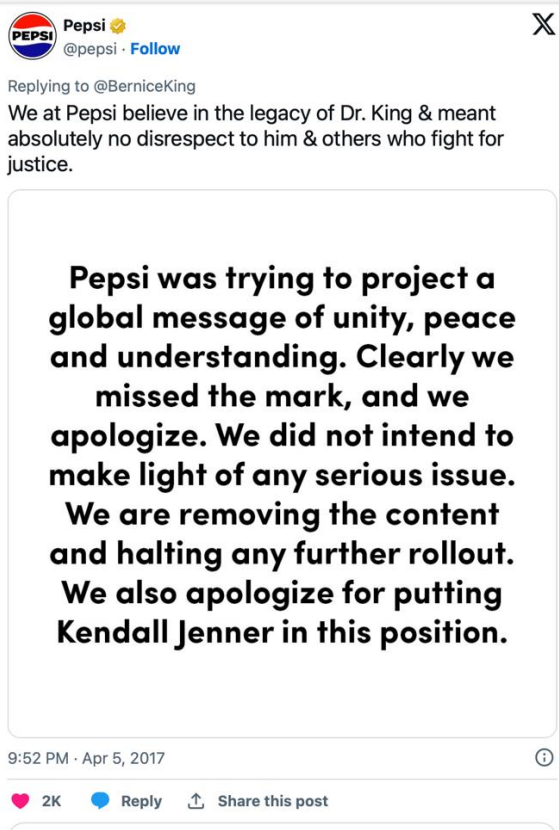 PEPSI
Pepsi
X
@pepsi · Follow
Replying to @BerniceKing
We at Pepsi believe in the legacy of Dr. King & meant
absolutely no disrespect to him & others who fight for
justice.
Pepsi was trying to project a
global message of unity, peace
and understanding. Clearly we
missed the mark, and we
apologize. We did not intend to
make light of any serious issue.
We are removing the content
and halting any further rollout.
We also apologize for putting
Kendall Jenner in this position.
9:52 PM · Apr 5, 2017
2K Reply Share this post